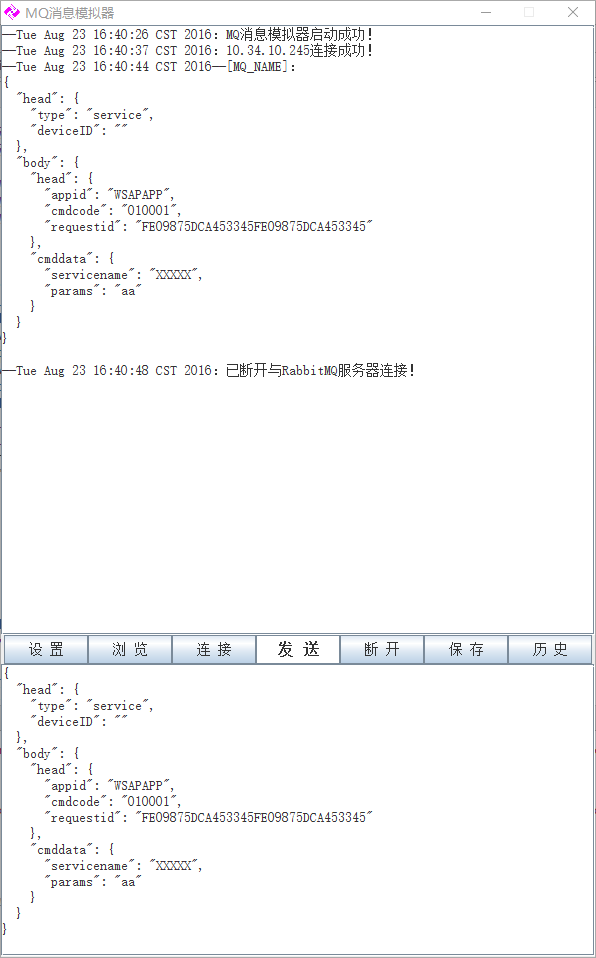 MQ消息模拟器
—Tue Aug 23 16:40:26 CST 2016: MQ消息模拟器启动成功!
—Tue Aug 23 16:40:37 CST 2016: 10.34.10.245连接成功!
—Tue Aug 23 16:40:44 CST 2016—[MQ_NAME]:
{
  "head": {
    "type": "service",
    "deviceID": ""
  },
  "body": {
    "head": {
      "appid": "WSAPAPP",
      "cmdcode": "010001",
      "requestid": "FE09875DCA453345FE09875DCA453345"
    },
    "cmddata": {
      "servicename": "XXXXX",
      "params": "aa"
    }
  }
}
—Tue Aug 23 16:40:48 CST 2016: 已断开与RabbitMQ服务器连接!
设 置 浏 览 连 接 发 送 断 开 保 存 历 史
{
  "head": {
    "type": "service",
    "deviceID": ""
  },
  "body": {
    "head": {
      "appid": "WSAPAPP",
      "cmdcode": "010001",
      "requestid": "FE09875DCA453345FE09875DCA453345"
    },
    "cmddata": {
      "servicename": "XXXXX",
      "params": "aa"
    }
  }
}